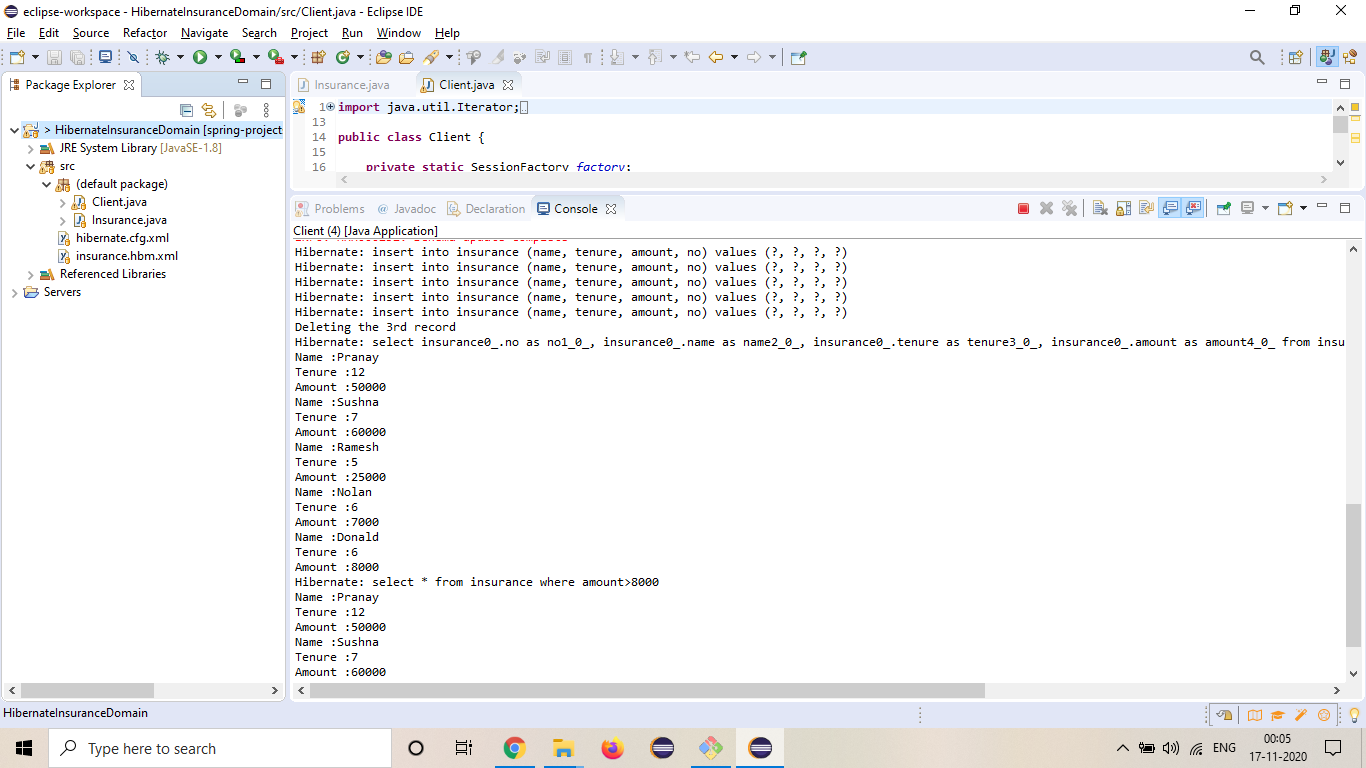 eclipse-workspace - HibernateInsuranceDomain/src/Client.java - Eclipse IDE
File Edit Source Refactor Navigate Search Project Run Window Help
Package Explorer
> HibernateInsuranceDomain [spring-project
JRE System Library [JavaSE-1.8]
src
(default package)
Client.java
Insurance.java
hibernate.cfg.xml
insurance.hbm.xml
Referenced Libraries
Servers
Insurance.java Client.java
1 import java.util.Iterator;
13
14 public class Client {
15
16 private static SessionFactory factory;
Problems @ Javadoc Declaration Console
Client (4) [Java Application]
Hibernate: insert into insurance (name, tenure, amount, no) values (?, ?, ?, ?)
Hibernate: insert into insurance (name, tenure, amount, no) values (?, ?, ?, ?)
Hibernate: insert into insurance (name, tenure, amount, no) values (?, ?, ?, ?)
Hibernate: insert into insurance (name, tenure, amount, no) values (?, ?, ?, ?)
Hibernate: insert into insurance (name, tenure, amount, no) values (?, ?, ?, ?)
Deleting the 3rd record
Hibernate: select insurance0_.no as no1_0_, insurance0_.name as name2_0_, insurance0_.tenure as tenure3_0_, insurance0_.amount as amount4_0_ from insu
Name :Pranay
Tenure :12
Amount :50000
Name :Sushna
Tenure :7
Amount :60000
Name :Ramesh
Tenure :5
Amount :25000
Name :Nolan
Tenure :6
Amount :7000
Name :Donald
Tenure :6
Amount :8000
Hibernate: select * from insurance where amount>8000
Name :Pranay
Tenure :12
Amount :50000
Name :Sushna
Tenure :7
Amount :60000
HibernateInsuranceDomain
Type here to search
ENG
00:05
17-11-2020